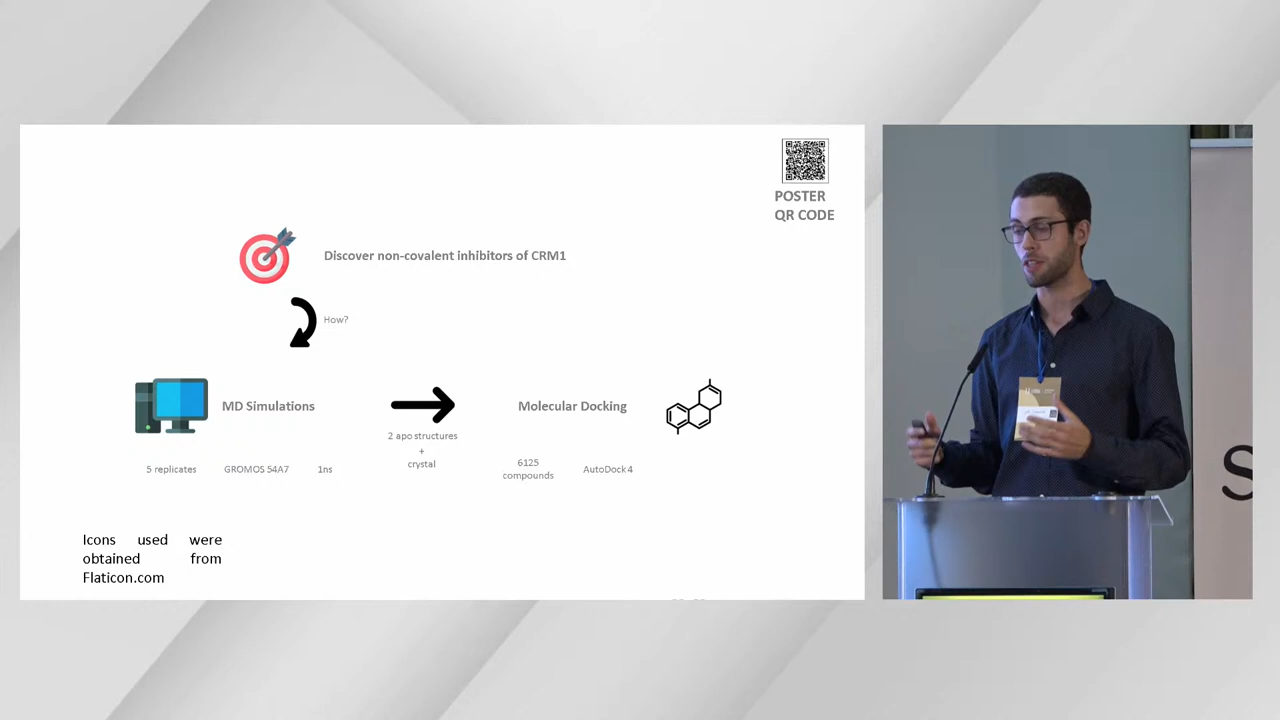 POSTER
QR CODE
Discover non-covalent inhibitors of CRM1
How?
MD Simulations
Molecular Docking
2 apo structures
+
crystal
5 replicates
GROMOS 54A7
1ns
6125
compounds
AutoDock 4
Icons used were
obtained from
Flaticon.com
S